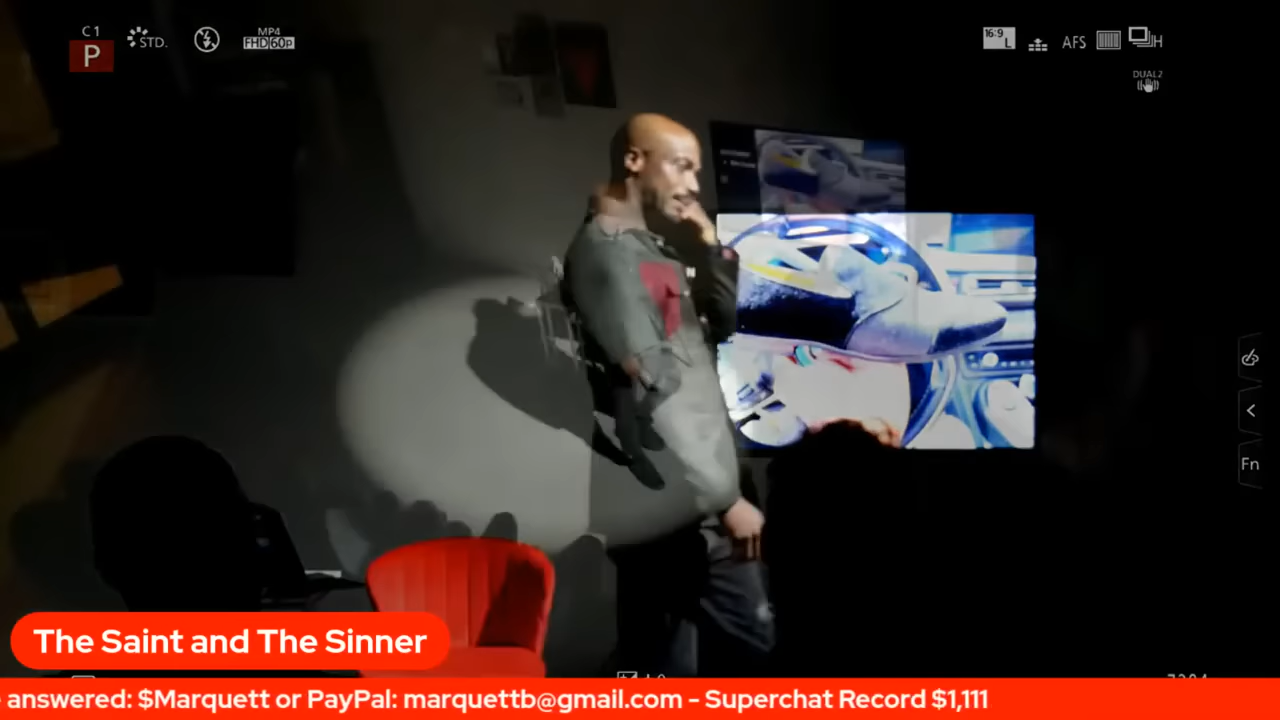 C1
P
STD.
MP4
FHD 60p
16:9 L
AFS
H
DUAL2
Fn
The Saint and The Sinner
answered: $Marquett or PayPal: marquettb@gmail.com - Superchat Record $1,111